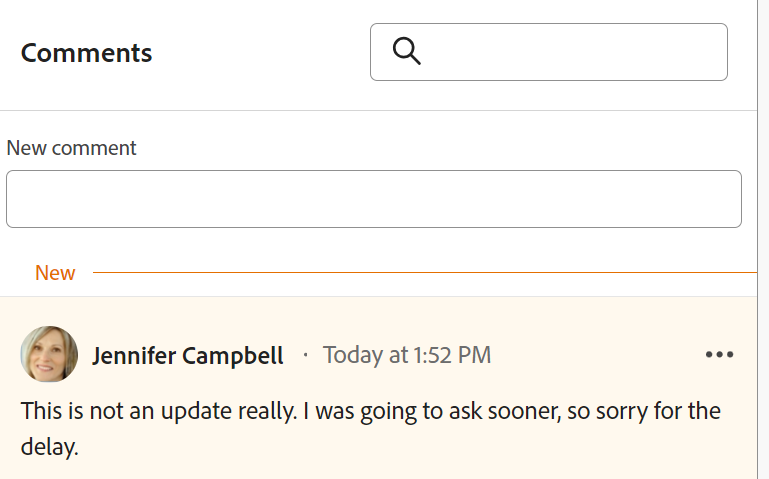 Comments
New comment
New
Jennifer Campbell · Today at 1:52 PM
This is not an update really. I was going to ask sooner, so sorry for the
delay.